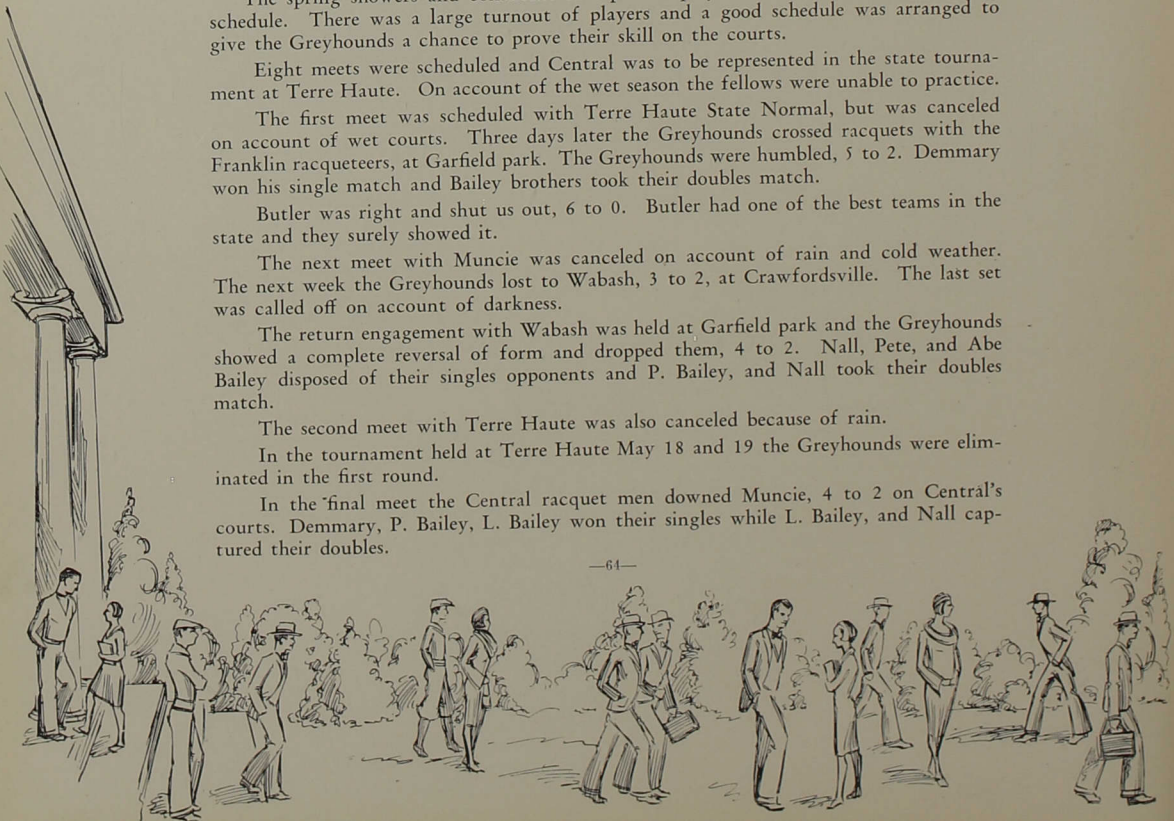 schedule. There was a large turnout of players and a good schedule was arranged to
give the Greyhounds a chance to prove their skill on the courts.
Eight meets were scheduled and Central was to be represented in the state tourna-
ment at Terre Haute. On account of the wet season the fellows were unable to practice.
The first meet was scheduled with Terre Haute State Normal, but was canceled
on account of wet courts. Three days later the Greyhounds crossed racquets with the
Franklin racqueteers, at Garfield park. The Greyhounds were humbled, 5 to 2. Demmary
won his single match and Bailey brothers took their doubles match.
Butler was right and shut us out, 6 to 0. Butler had one of the best teams in the
state and they surely showed it.
The next meet with Muncie was canceled on account of rain and cold weather.
The next week the Greyhounds lost to Wabash, 3 to 2, at Crawfordsville. The last set
was called off on account of darkness.
The return engagement with Wabash was held at Garfield park and the Greyhounds
showed a complete reversal of form and dropped them, 4 to 2. Nall, Pete, and Abe
Bailey disposed of their singles opponents and P. Bailey, and Nall took their doubles
match.
The second meet with Terre Haute was also canceled because of rain.
In the tournament held at Terre Haute May 18 and 19 the Greyhounds were elim-
inated in the first round.
In the final meet the Central racquet men downed Muncie, 4 to 2 on Central's
courts. Demmary, P. Bailey, L. Bailey won their singles while L. Bailey, and Nall cap-
tured their doubles.
—64—